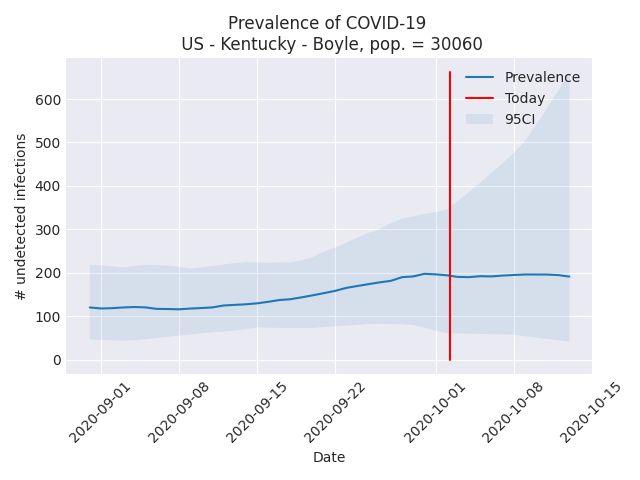 Prevalence of COVID-19
US - Kentucky - Boyle, pop. = 30060
Prevalence
Today
95CI
# undetected infections
600
500
400
300
200
100
0
2020-09-01
2020-09-08
2020-09-15
2020-09-22
2020-10-01
2020-10-08
2020-10-15
Date